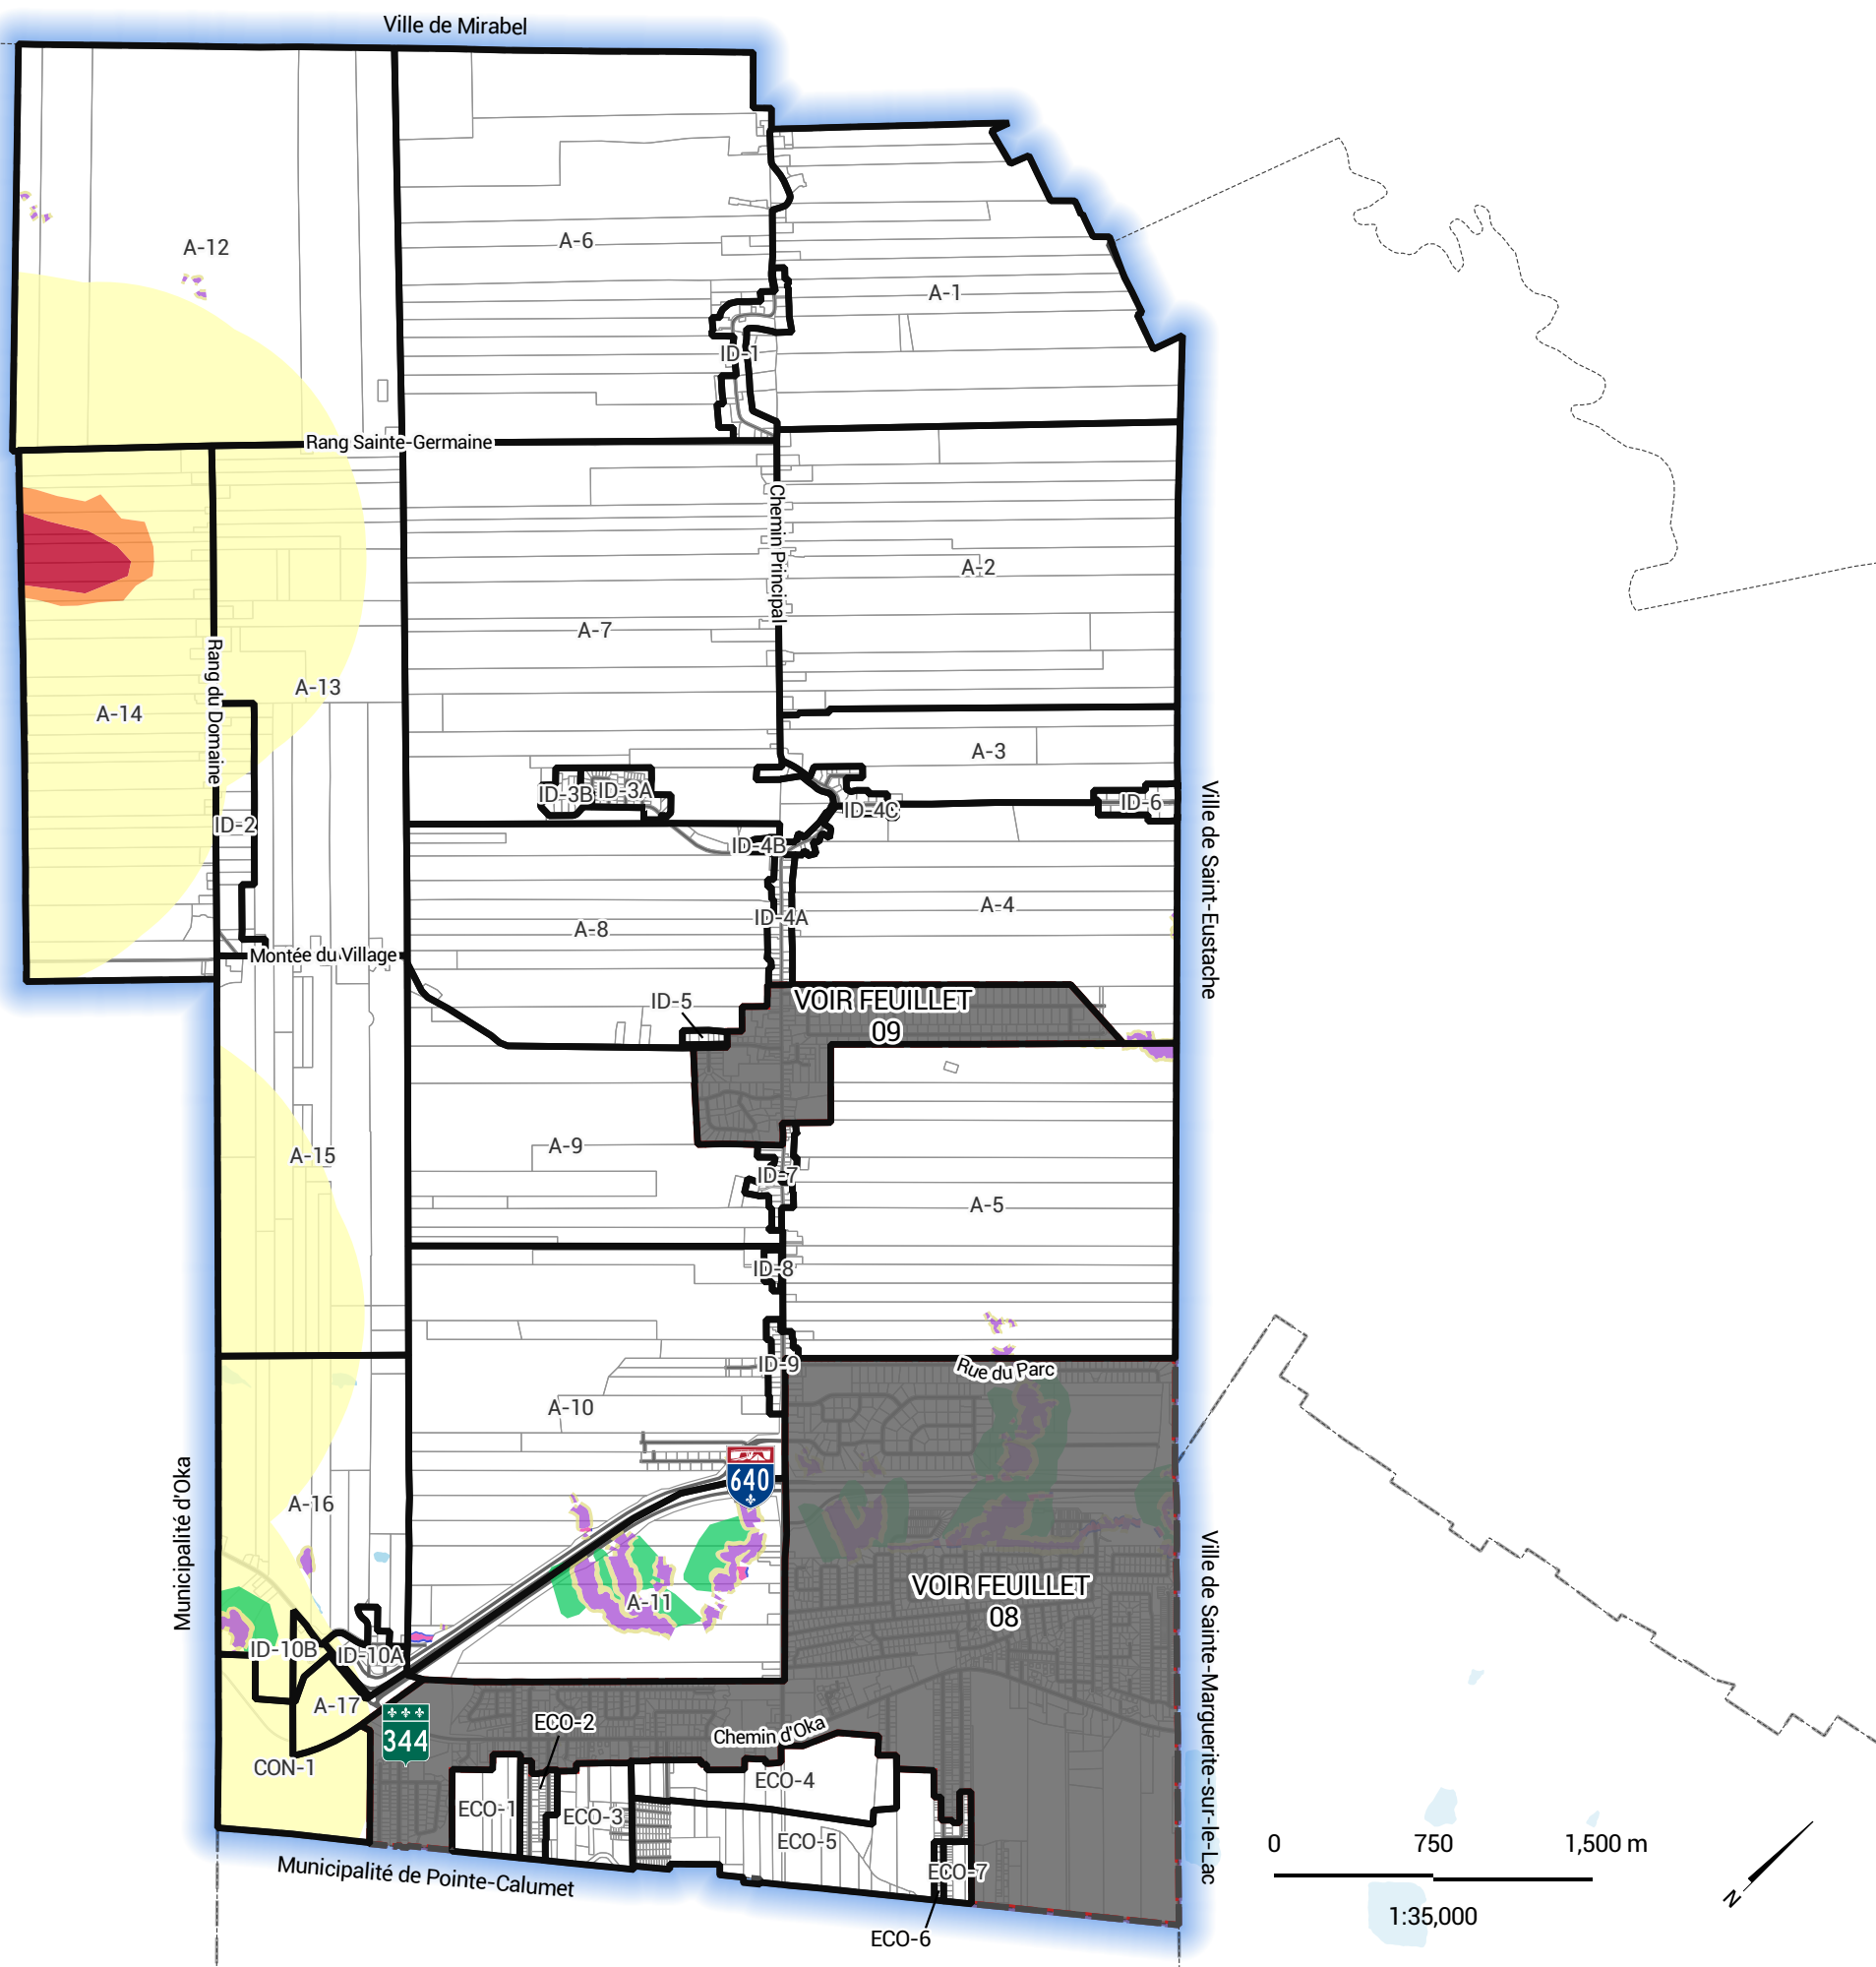 Ville de Mirabel
A-12
A-6
A-1
ID-1
Rang Sainte-Germaine
Chemin Principal
A-2
A-7
Rang du Domaine
A-13
A-14
A-3
ID-3B
ID-3A
ID-4C
ID-6
ID-2
ID-4B
Ville de Saint-Eustache
A-4
ID-4A
A-8
Montée du Village
ID-5
VOIR FEUILLET
09
A-9
A-15
ID-7
A-5
ID-8
ID-9
Rue du Parc
A-10
640
Municipalité d'Oka
A-16
A-11
VOIR FEUILLET
08
Ville de Sainte-Marguerite-sur-le-Lac
ID-10B
ID-10A
A-17
344
ECO-2
Chemin d'Oka
CON-1
ECO-4
ECO-1
ECO-3
ECO-5
ECO-7
Municipalité de Pointe-Calumet
ECO-6
0 750 1,500 m
1:35,000
N